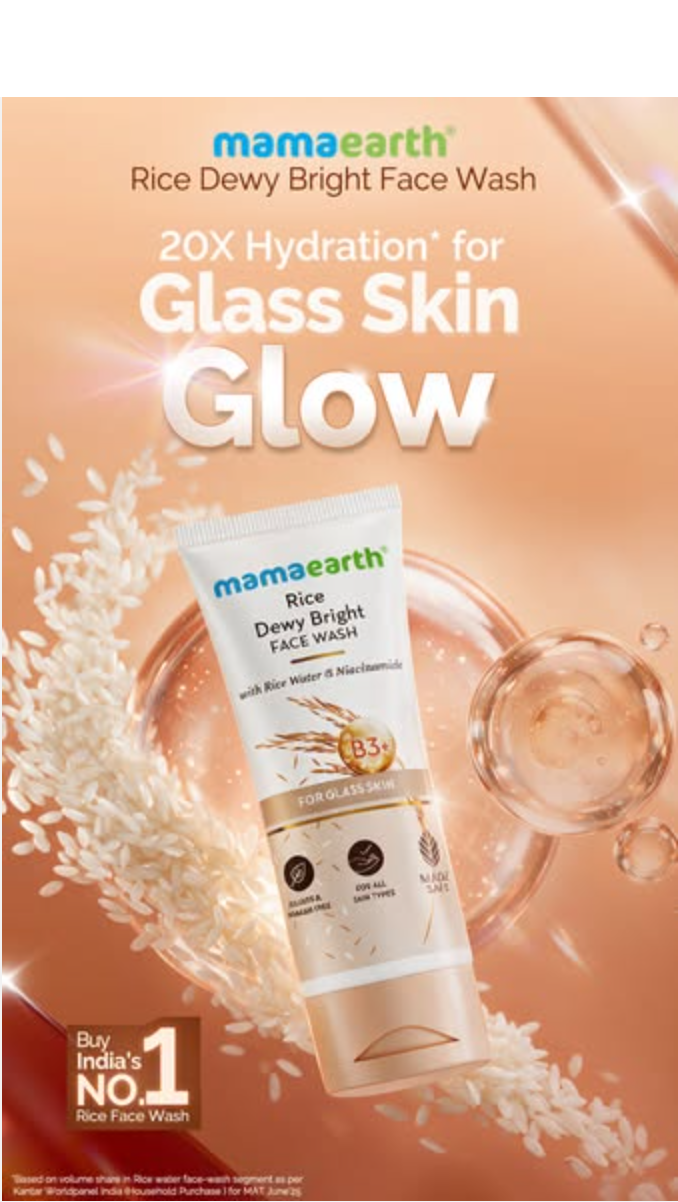 mamaearth®
Rice Dewy Bright Face Wash
20X Hydration* for
Glass Skin
Glow
mamaearth®
Rice
Dewy Bright
FACE WASH
with Rice Water & Niacinamide
B3+
FOR GLASS SKIN
FOR ALL
SKIN TYPES
MADE
SAFE
Buy
India's
NO.1
Rice Face Wash
*Based on volume share in Rice water face-wash segment as per
Kantar Worldpanel India (Household Purchase) for MAT June'25